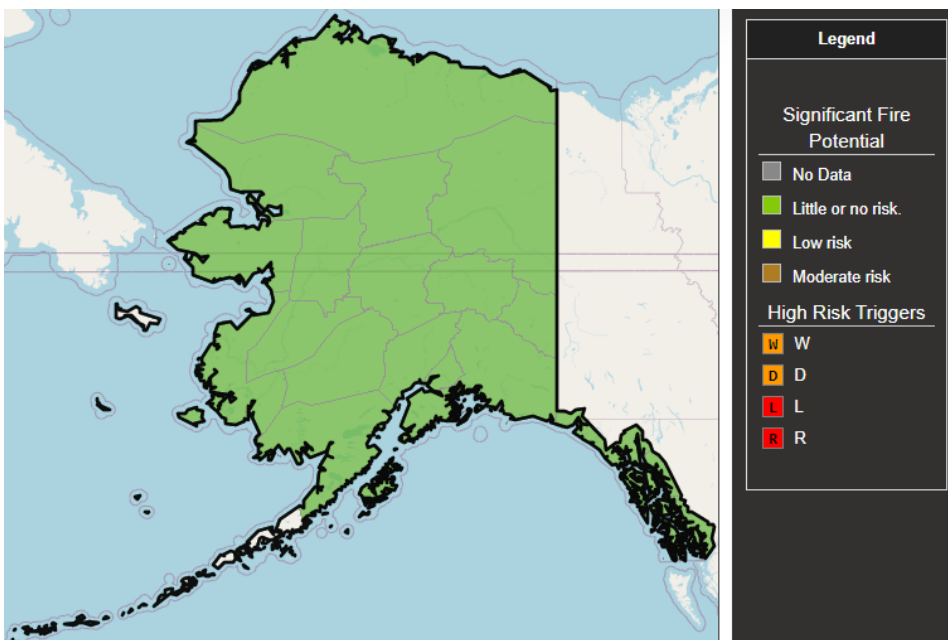 Legend
Significant Fire
Potential
No Data
Little or no risk.
Low risk
Moderate risk
High Risk Triggers
W W
D D
L L
R R